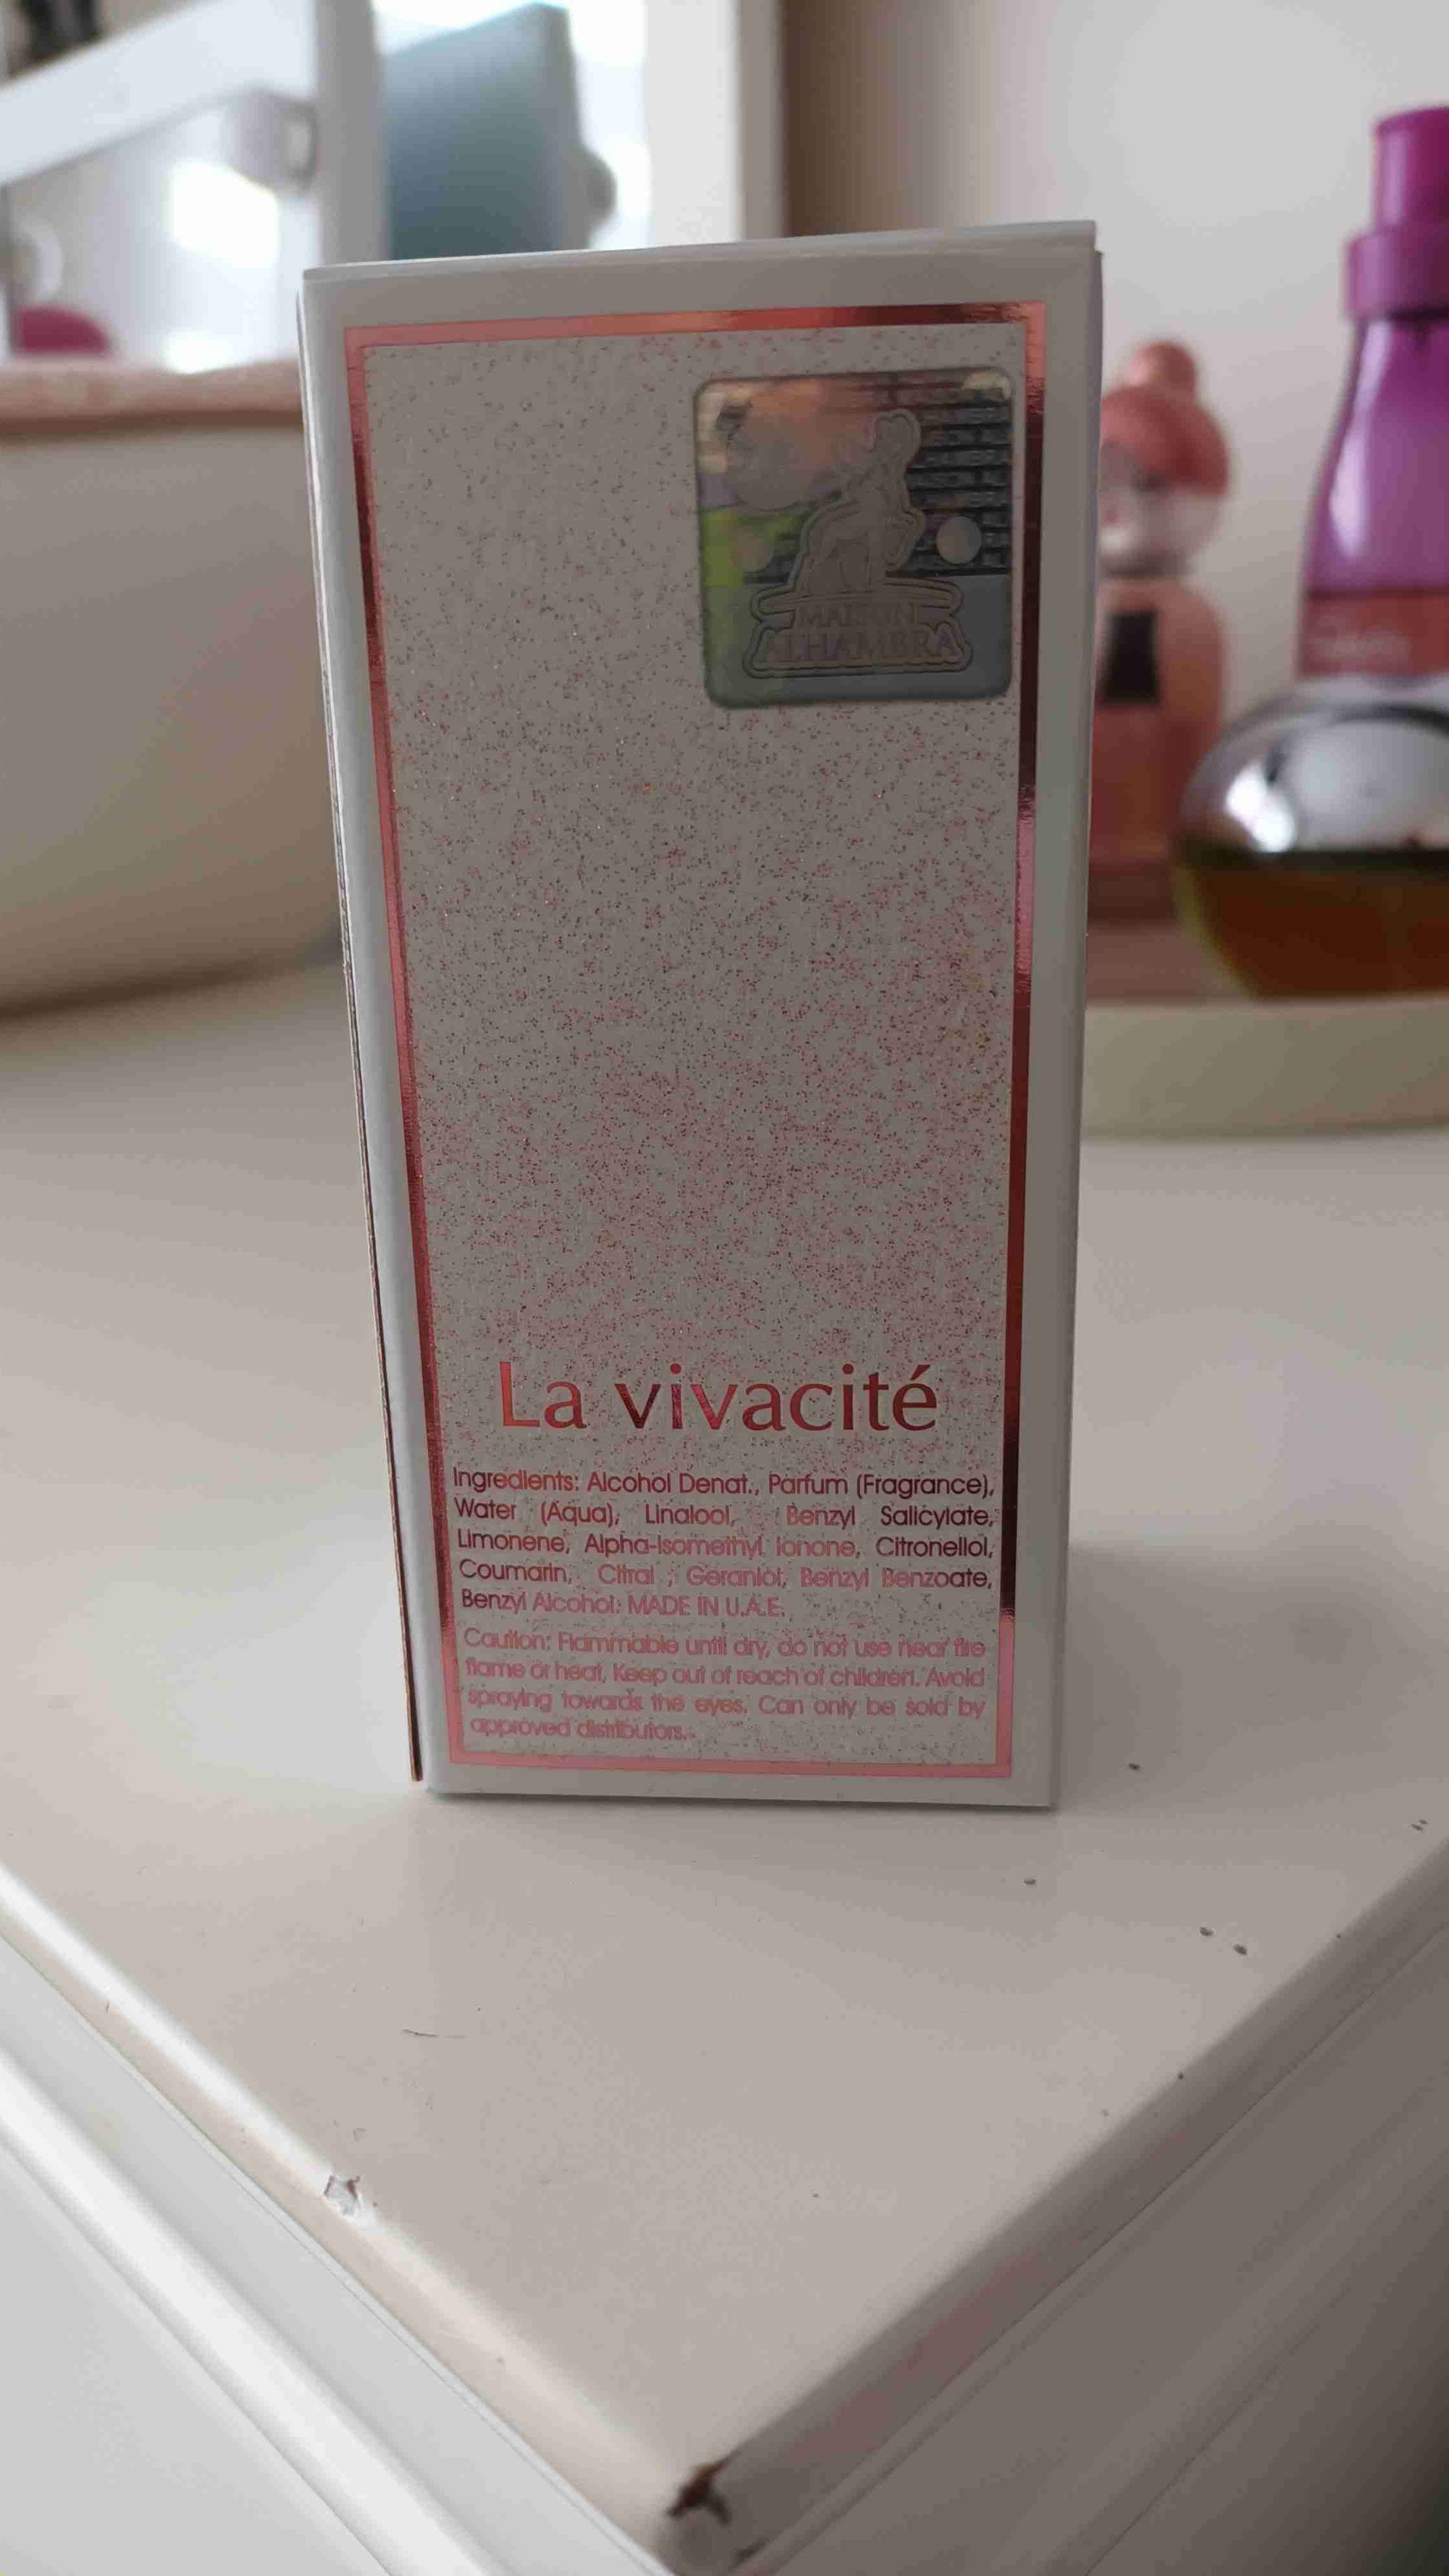 MAISON
ALHAMBRA
La vivacité
Ingredients: Alcohol Denat., Parfum (Fragrance),
Water (Aqua), Linalool, Benzyl Salicylate,
Limonene, Alpha-Isomethyl Ionone, Citronellol,
Coumarin, Citral , Geraniol, Benzyl Benzoate,
Benzyl Alcohol: MADE IN U.A.E.
Caution: Flammable until dry, do not use near fire
flame or heat, Keep out of reach of children. Avoid
spraying towards the eyes. Can only be sold by
approved distributors.